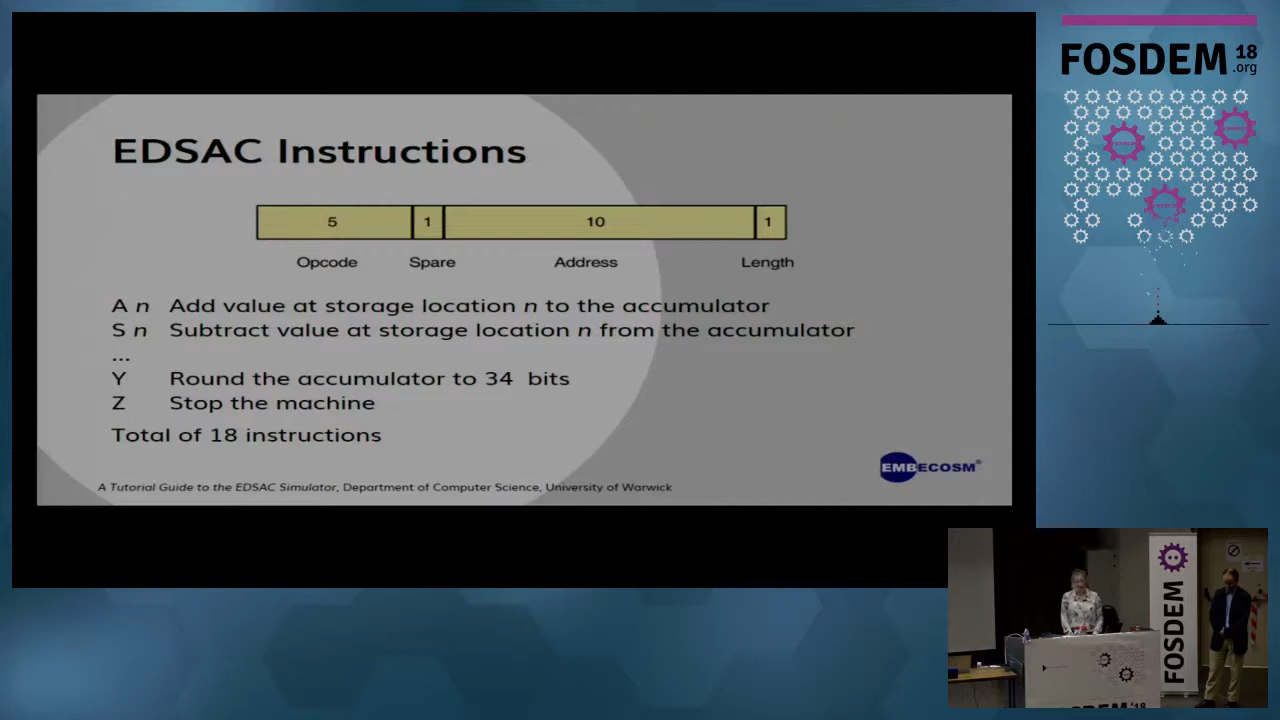 EDSAC Instructions
5 1 10 1
Opcode Spare Address Length
A n Add value at storage location n to the accumulator
S n Subtract value at storage location n from the accumulator
...
Y Round the accumulator to 34 bits
Z Stop the machine
Total of 18 instructions
EMBECOSM®
A Tutorial Guide to the EDSAC Simulator, Department of Computer Science, University of Warwick
FOSDEM 18
.org
FOSDEM
FOSDEM '18